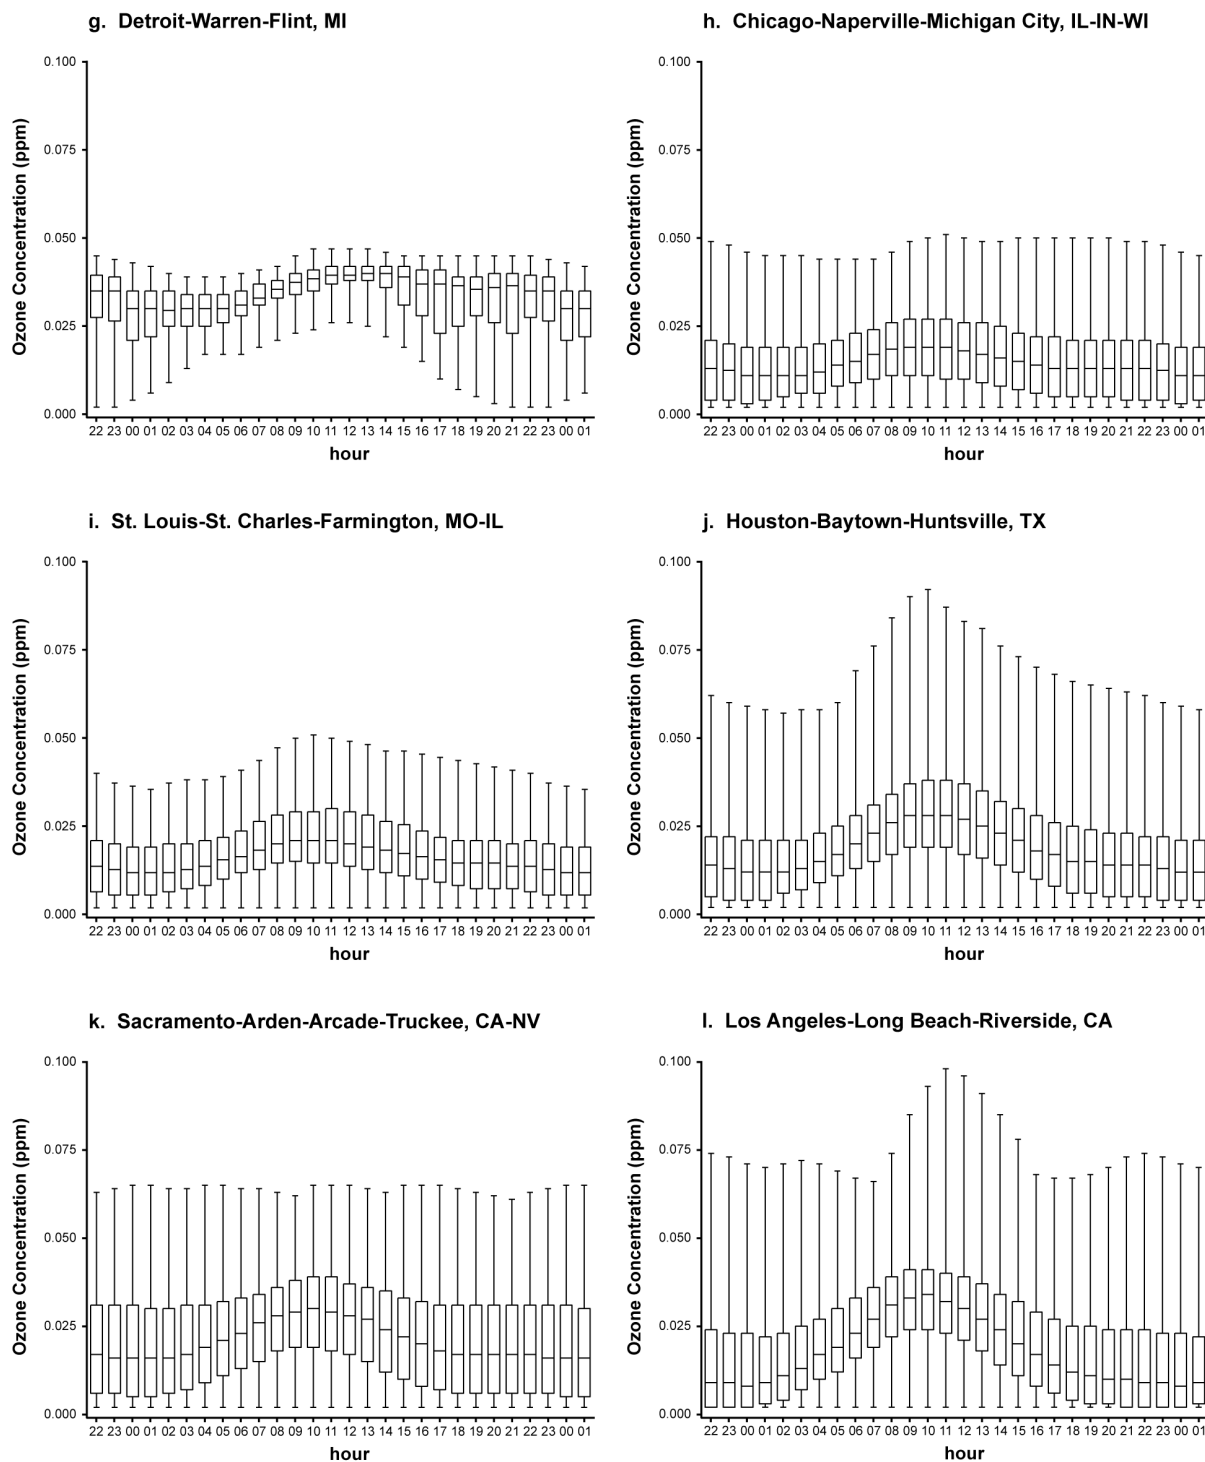 g. Detroit-Warren-Flint, MI
Ozone Concentration (ppm)
0.100
0.075
0.050
0.025
0.000
22 23 00 01 02 03 04 05 06 07 08 09 10 11 12 13 14 15 16 17 18 19 20 21 22 23 00 01
hour
h. Chicago-Naperville-Michigan City, IL-IN-WI
Ozone Concentration (ppm)
0.100
0.075
0.050
0.025
0.000
22 23 00 01 02 03 04 05 06 07 08 09 10 11 12 13 14 15 16 17 18 19 20 21 22 23 00 01
hour
i. St. Louis-St. Charles-Farmington, MO-IL
Ozone Concentration (ppm)
0.100
0.075
0.050
0.025
0.000
22 23 00 01 02 03 04 05 06 07 08 09 10 11 12 13 14 15 16 17 18 19 20 21 22 23 00 01
hour
j. Houston-Baytown-Huntsville, TX
Ozone Concentration (ppm)
0.100
0.075
0.050
0.025
0.000
22 23 00 01 02 03 04 05 06 07 08 09 10 11 12 13 14 15 16 17 18 19 20 21 22 23 00 01
hour
k. Sacramento-Arden-Arcade-Truckee, CA-NV
Ozone Concentration (ppm)
0.100
0.075
0.050
0.025
0.000
22 23 00 01 02 03 04 05 06 07 08 09 10 11 12 13 14 15 16 17 18 19 20 21 22 23 00 01
hour
l. Los Angeles-Long Beach-Riverside, CA
Ozone Concentration (ppm)
0.100
0.075
0.050
0.025
0.000
22 23 00 01 02 03 04 05 06 07 08 09 10 11 12 13 14 15 16 17 18 19 20 21 22 23 00 01
hour